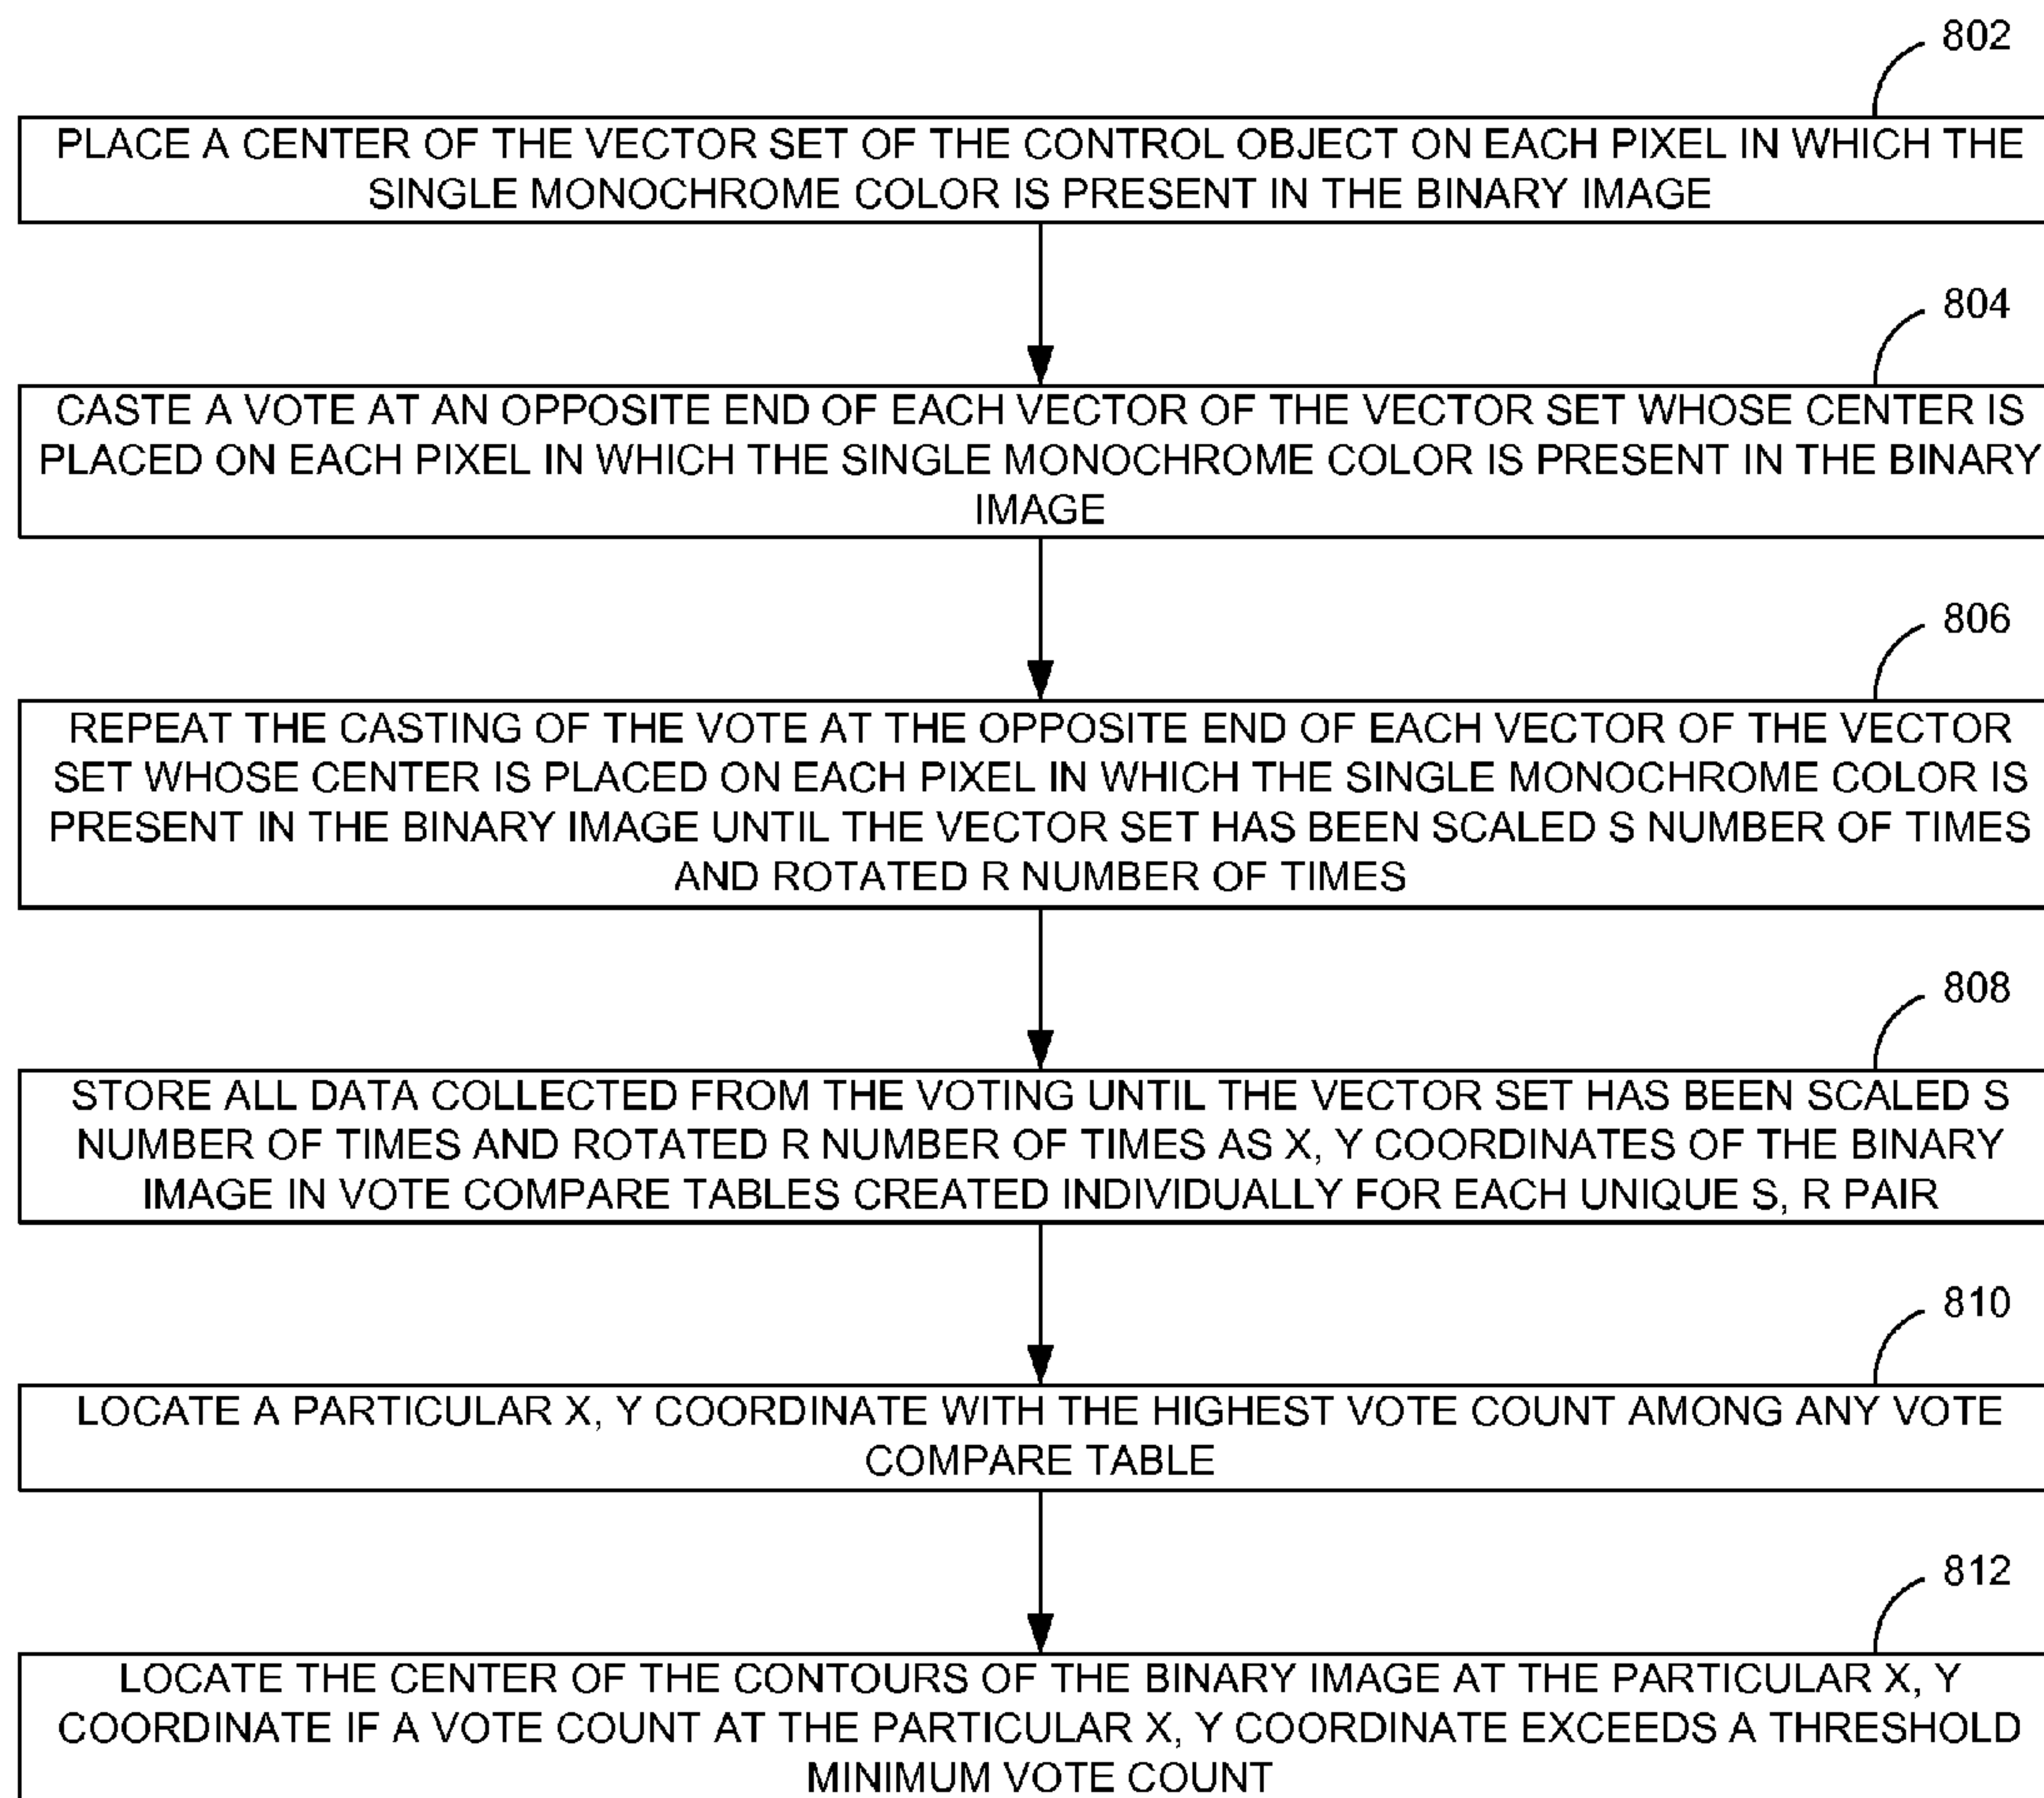 802
PLACE A CENTER OF THE VECTOR SET OF THE CONTROL OBJECT ON EACH PIXEL IN WHICH THE
SINGLE MONOCHROME COLOR IS PRESENT IN THE BINARY IMAGE
804
CASTE A VOTE AT AN OPPOSITE END OF EACH VECTOR OF THE VECTOR SET WHOSE CENTER IS
PLACED ON EACH PIXEL IN WHICH THE SINGLE MONOCHROME COLOR IS PRESENT IN THE BINARY
IMAGE
806
REPEAT THE CASTING OF THE VOTE AT THE OPPOSITE END OF EACH VECTOR OF THE VECTOR
SET WHOSE CENTER IS PLACED ON EACH PIXEL IN WHICH THE SINGLE MONOCHROME COLOR IS
PRESENT IN THE BINARY IMAGE UNTIL THE VECTOR SET HAS BEEN SCALED S NUMBER OF TIMES
AND ROTATED R NUMBER OF TIMES
808
STORE ALL DATA COLLECTED FROM THE VOTING UNTIL THE VECTOR SET HAS BEEN SCALED S
NUMBER OF TIMES AND ROTATED R NUMBER OF TIMES AS X, Y COORDINATES OF THE BINARY
IMAGE IN VOTE COMPARE TABLES CREATED INDIVIDUALLY FOR EACH UNIQUE S, R PAIR
810
LOCATE A PARTICULAR X, Y COORDINATE WITH THE HIGHEST VOTE COUNT AMONG ANY VOTE
COMPARE TABLE
812
LOCATE THE CENTER OF THE CONTOURS OF THE BINARY IMAGE AT THE PARTICULAR X, Y
COORDINATE IF A VOTE COUNT AT THE PARTICULAR X, Y COORDINATE EXCEEDS A THRESHOLD
MINIMUM VOTE COUNT